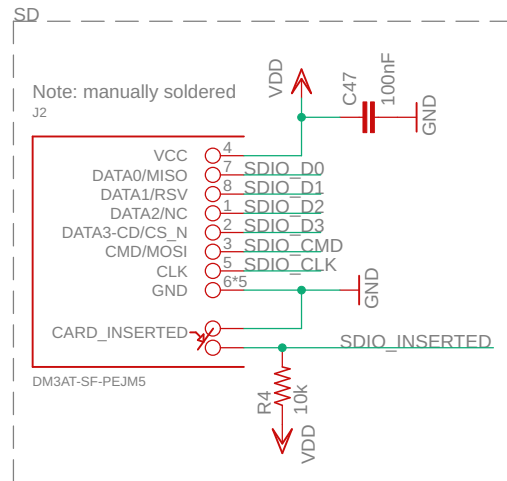 SD
Note: manually soldered
J2
VDD
C47
100nF
GND
VCC 4
DATA0/MISO 7 SDIO_D0
DATA1/RSV 8 SDIO_D1
DATA2/NC 1 SDIO_D2
DATA3-CD/CS_N 2 SDIO_D3
CMD/MOSI 3 SDIO_CMD
CLK 5 SDIO_CLK
GND 6*5
GND
CARD_INSERTED
SDIO_INSERTED
DM3AT-SF-PEJM5
R4
10k
VDD